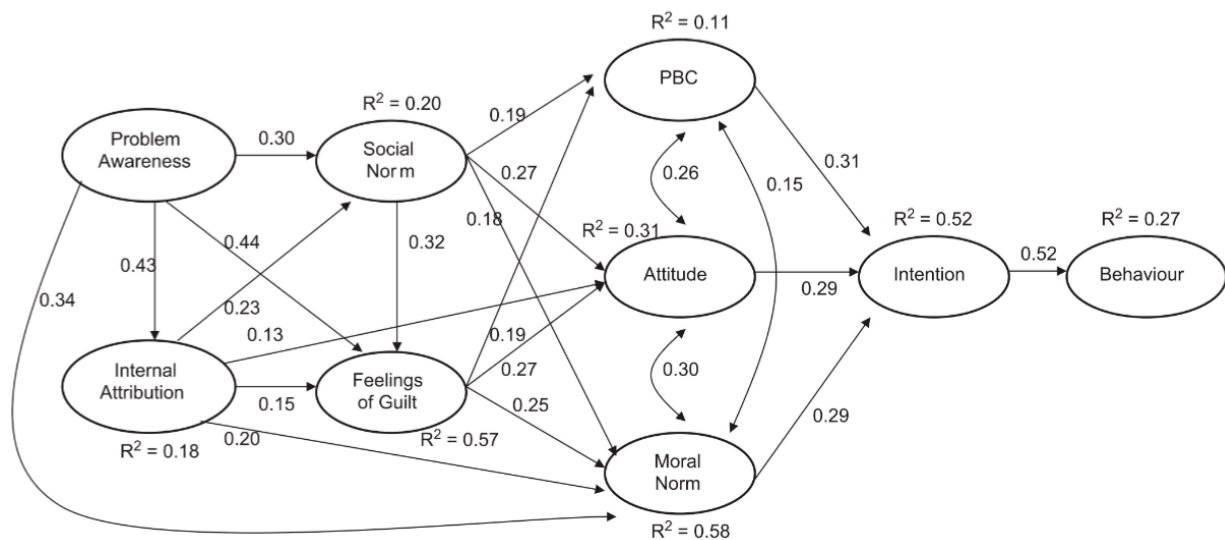 R² = 0.11
PBC
R² = 0.20
0.19
Problem
Awareness
0.30
Social
Norm
0.27
0.31
0.26
0.15
0.18
R² = 0.31
R² = 0.52
R² = 0.27
0.44
0.32
0.43
0.52
Attitude
Intention
Behaviour
0.29
0.34
0.23
0.13
0.19
Internal
Attribution
Feelings
of Guilt
0.27
0.30
0.15
0.25
0.29
0.20
R² = 0.57
R² = 0.18
Moral
Norm
R² = 0.58